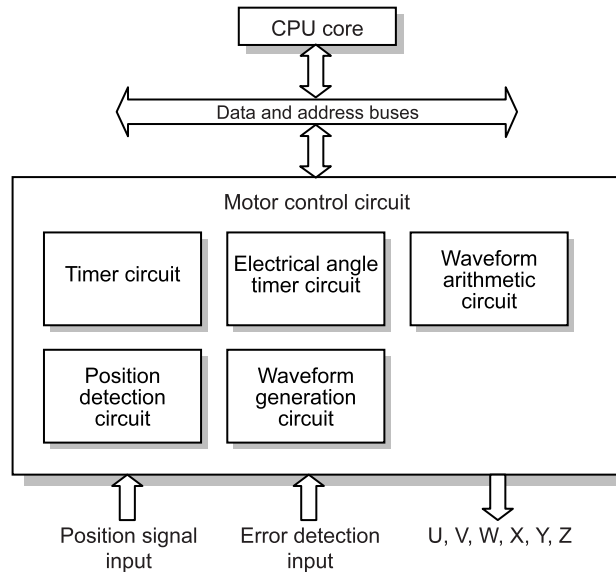 CPU core
Data and address buses
Motor control circuit
Timer circuit
Electrical angle
timer circuit
Waveform
arithmetic
circuit
Position
detection
circuit
Waveform
generation
circuit
Position signal
input
Error detection
input
U, V, W, X, Y, Z